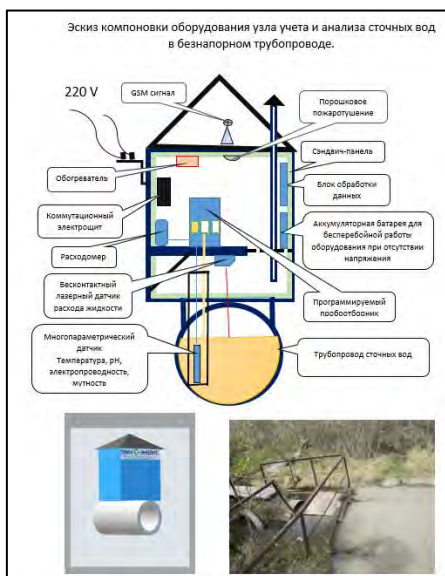 Эскиз компоновки оборудования узла учета и анализа сточных вод
в безнапорном трубопроводе.
220 V
GSM сигнал
Порошковое
пожаротушение
Сэндвич-панель
Обогреватель
Блок обработки
данных
Коммутационный
электрощит
Аккумуляторная батарея для
бесперебойной работы
оборудования при отсутствии
напряжения
Расходомер
Бесконтактный
лазерный датчик
расхода жидкости
Программируемый
пробоотборник
Многопараметрический
датчик
Температура, pH,
электропроводность,
мутность
Трубопровод сточных вод